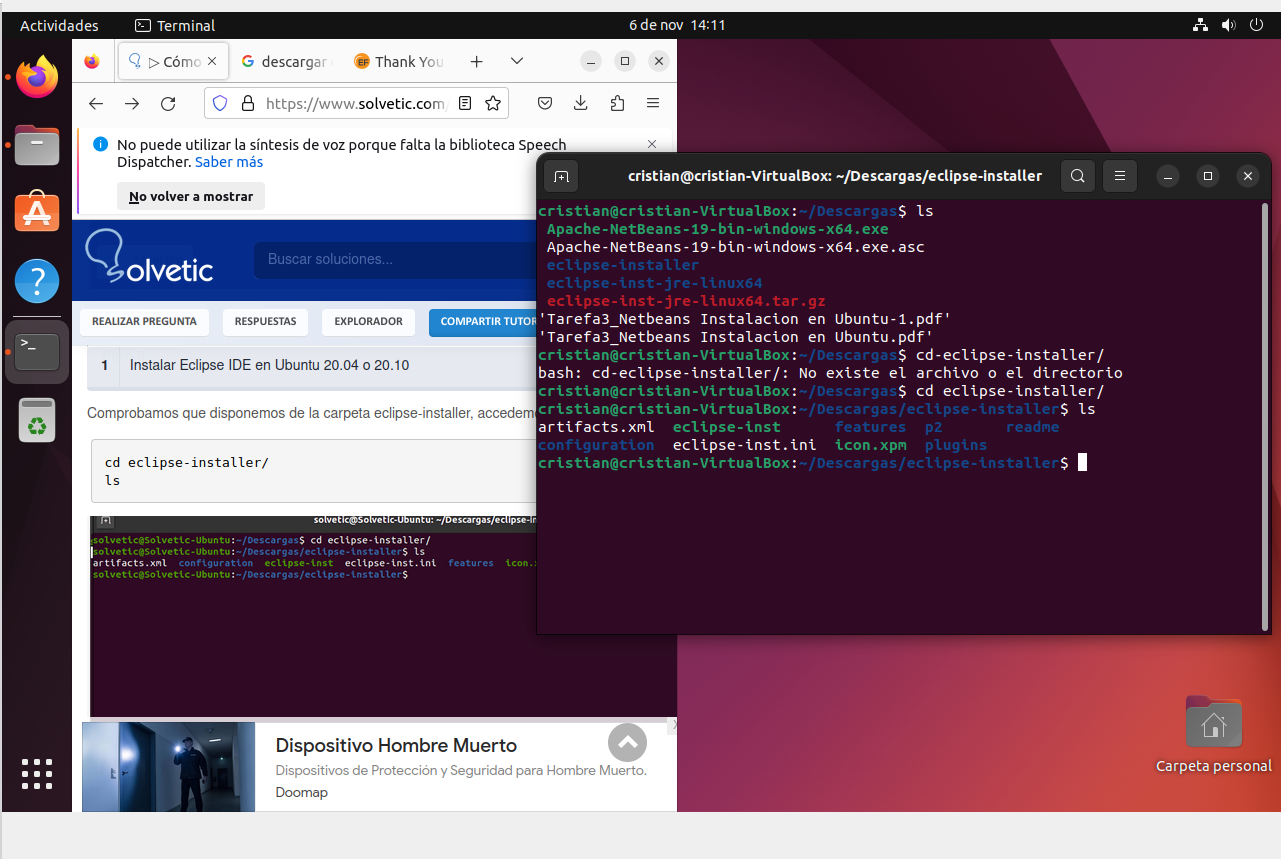 Actividades
Terminal
6 de nov 14:11
▷ Cómo
descargar
Thank You
https://www.solvetic.com/
No puede utilizar la síntesis de voz porque falta la biblioteca Speech
Dispatcher. Saber más
No volver a mostrar
Solvetic
Buscar soluciones...
REALIZAR PREGUNTA
RESPUESTAS
EXPLORADOR
COMPARTIR TUTOR
1 Instalar Eclipse IDE en Ubuntu 20.04 o 20.10
Comprobamos que disponemos de la carpeta eclipse-installer, accedem
cd eclipse-installer/
ls
solvetic@Solvetic-Ubuntu: ~/Descargas/eclipse-in
solvetic@Solvetic-Ubuntu:~/Descargas$ cd eclipse-installer/
solvetic@Solvetic-Ubuntu:~/Descargas/eclipse-installer$ ls
artifacts.xml configuration eclipse-inst eclipse-inst.ini features icon.x
solvetic@Solvetic-Ubuntu:~/Descargas/eclipse-installer$
Dispositivo Hombre Muerto
Dispositivos de Protección y Seguridad para Hombre Muerto.
Doomap
cristian@cristian-VirtualBox: ~/Descargas/eclipse-installer
cristian@cristian-VirtualBox:~/Descargas$ ls
Apache-NetBeans-19-bin-windows-x64.exe
Apache-NetBeans-19-bin-windows-x64.exe.asc
eclipse-installer
eclipse-inst-jre-linux64
eclipse-inst-jre-linux64.tar.gz
'Tarefa3_Netbeans Instalacion en Ubuntu-1.pdf'
'Tarefa3_Netbeans Instalacion en Ubuntu.pdf'
cristian@cristian-VirtualBox:~/Descargas$ cd-eclipse-installer/
bash: cd-eclipse-installer/: No existe el archivo o el directorio
cristian@cristian-VirtualBox:~/Descargas$ cd eclipse-installer/
cristian@cristian-VirtualBox:~/Descargas/eclipse-installer$ ls
artifacts.xml eclipse-inst features p2 readme
configuration eclipse-inst.ini icon.xpm plugins
cristian@cristian-VirtualBox:~/Descargas/eclipse-installer$
Carpeta personal